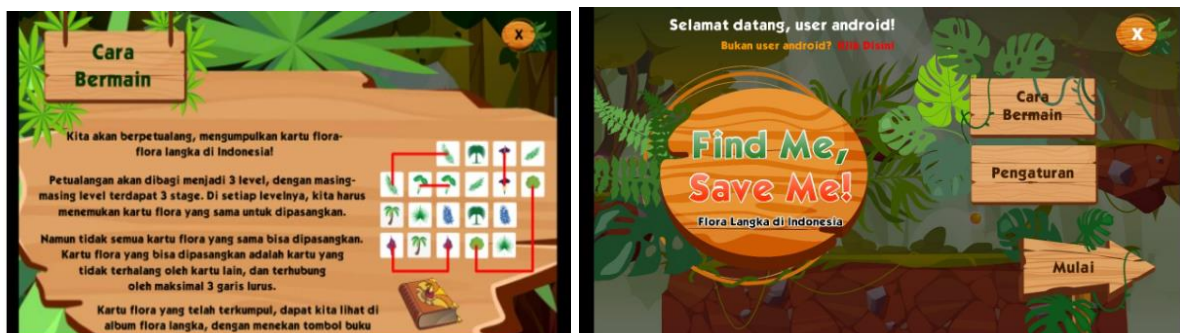 Cara
Bermain
X
Kita akan berpetualang, mengumpulkan kartu flora-
flora langka di Indonesia!
Petualangan akan dibagi menjadi 3 level, dengan masing-
masing level terdapat 3 stage. Di setiap levelnya, kita harus
menemukan kartu flora yang sama untuk dipasangkan.
Namun tidak semua kartu flora yang sama bisa dipasangkan.
Kartu flora yang bisa dipasangkan adalah kartu yang
tidak terhalang oleh kartu lain, dan terhubung
oleh maksimal 3 garis lurus.
Kartu flora yang telah terkumpul, dapat kita lihat di
album flora langka, dengan menekan tombol buku
Selamat datang, user android!
Bukan user android? Klik Disini
X
Find Me,
Save Me!
Flora Langka di Indonesia
Cara
Bermain
Pengaturan
Mulai